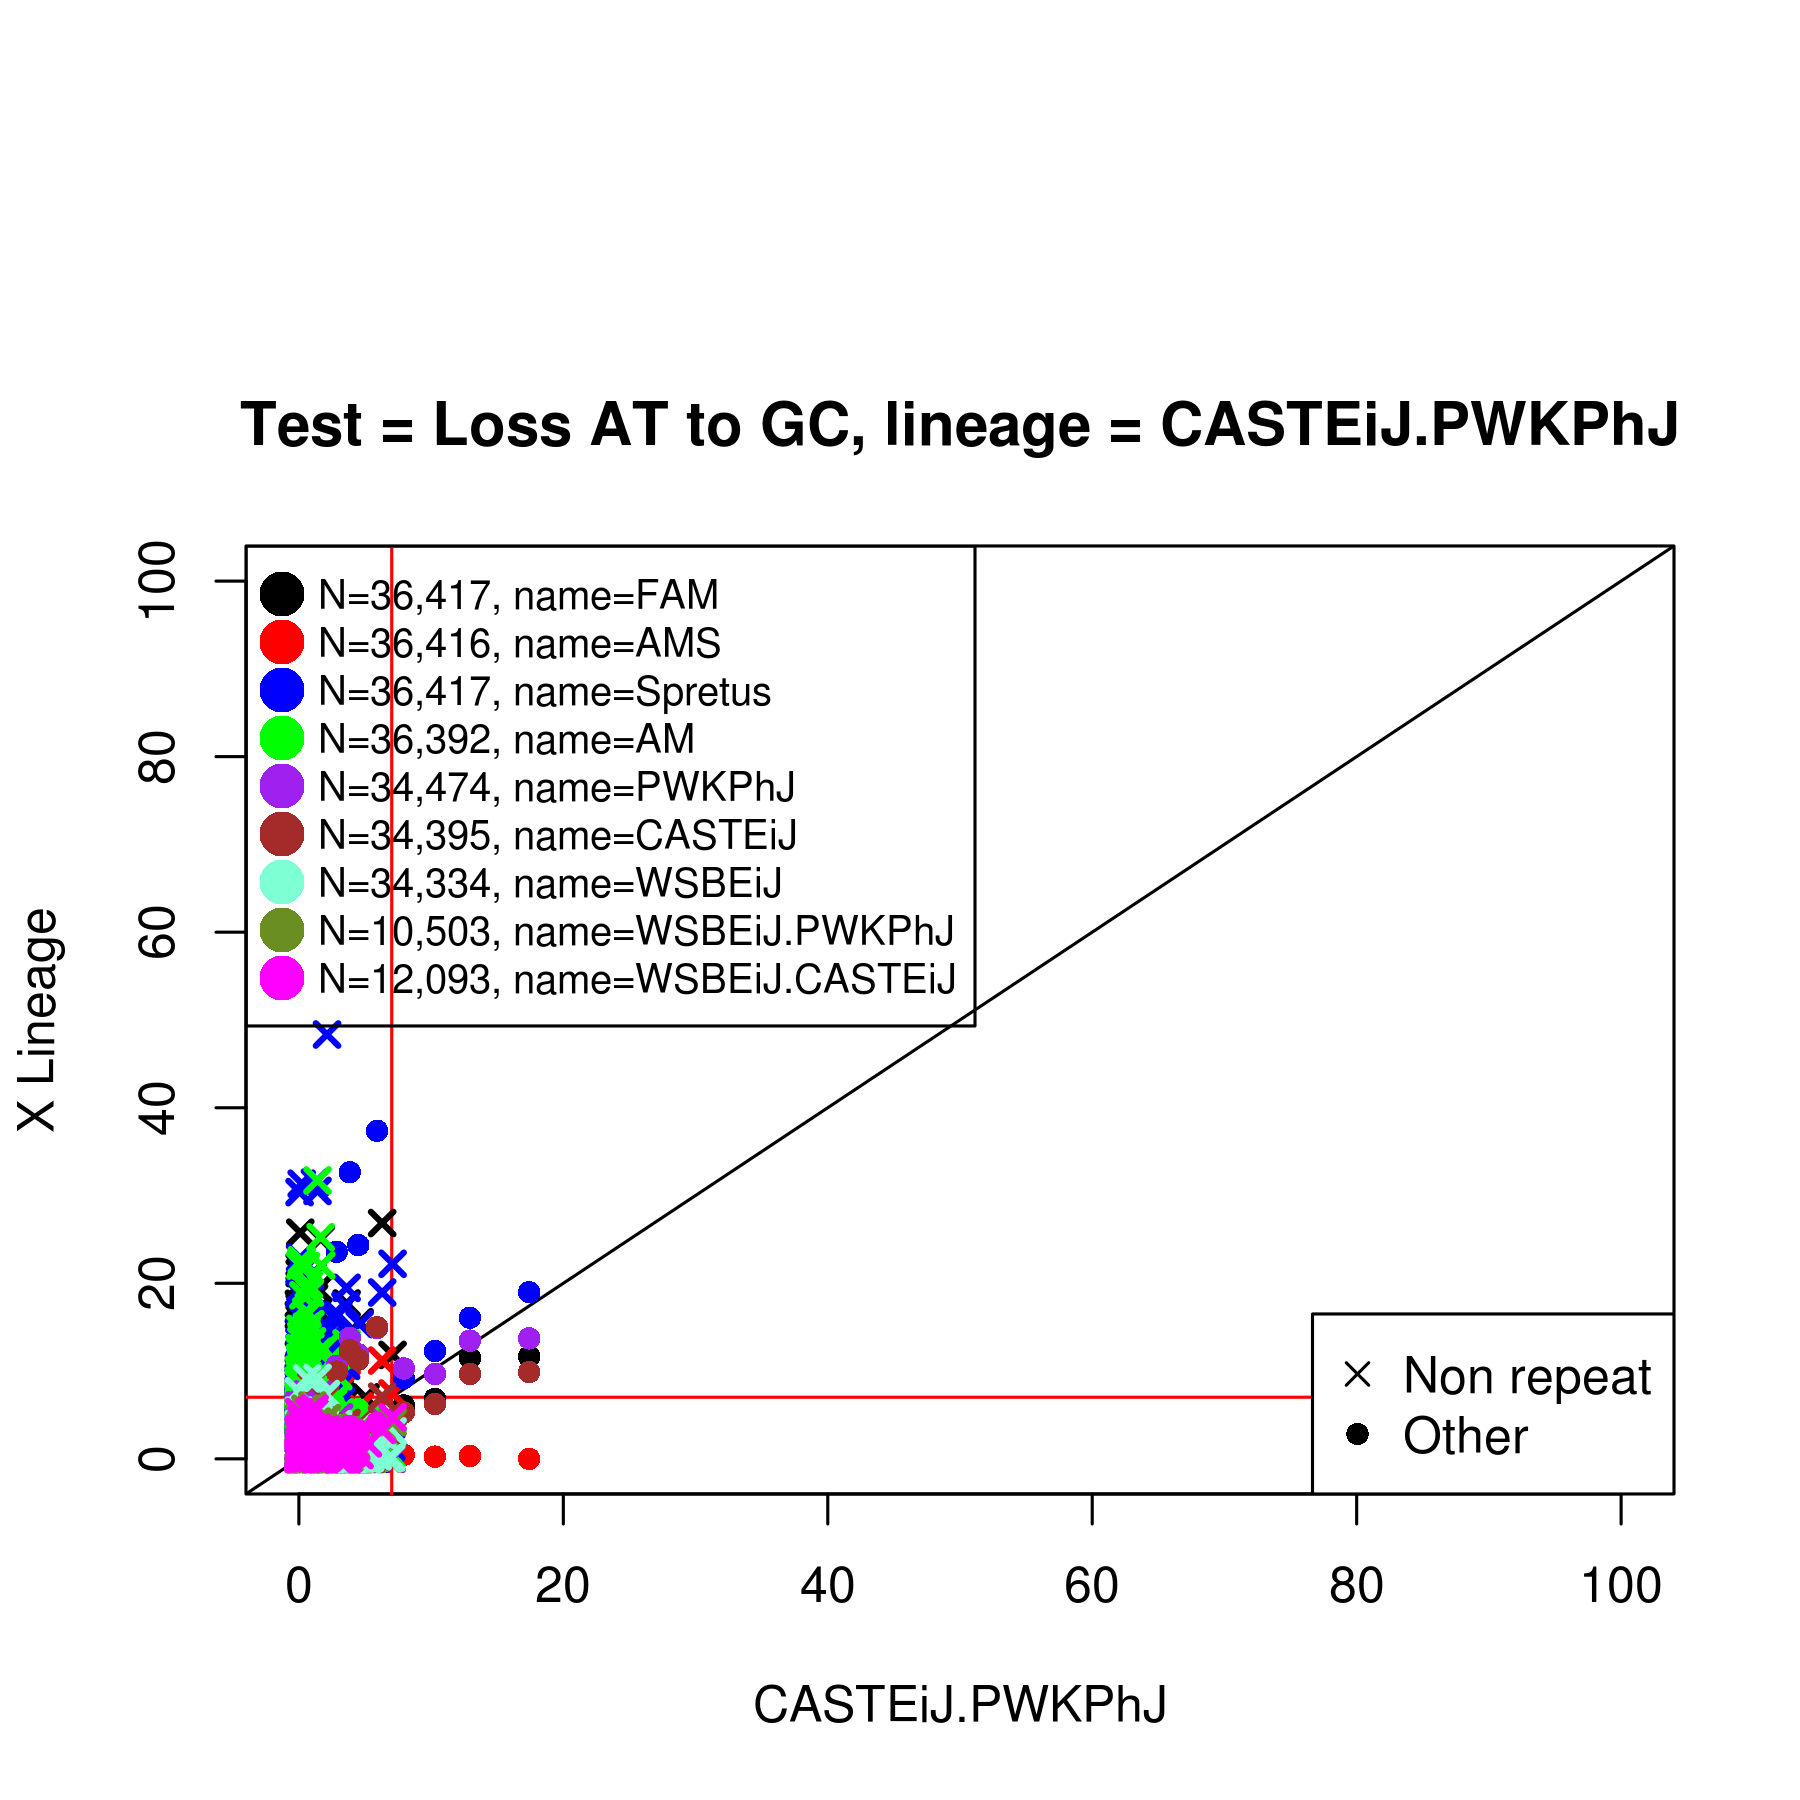 Test = Loss AT to GC, lineage = CASTEiJ.PWKPhJ
N=36,417, name=FAM
N=36,416, name=AMS
N=36,417, name=Spretus
N=36,392, name=AM
N=34,474, name=PWKPhJ
N=34,395, name=CASTEiJ
N=34,334, name=WSBEiJ
N=10,503, name=WSBEiJ.PWKPhJ
N=12,093, name=WSBEiJ.CASTEiJ
X Lineage
100
80
60
40
20
0
Non repeat
Other
0 20 40 60 80 100
CASTEiJ.PWKPhJ